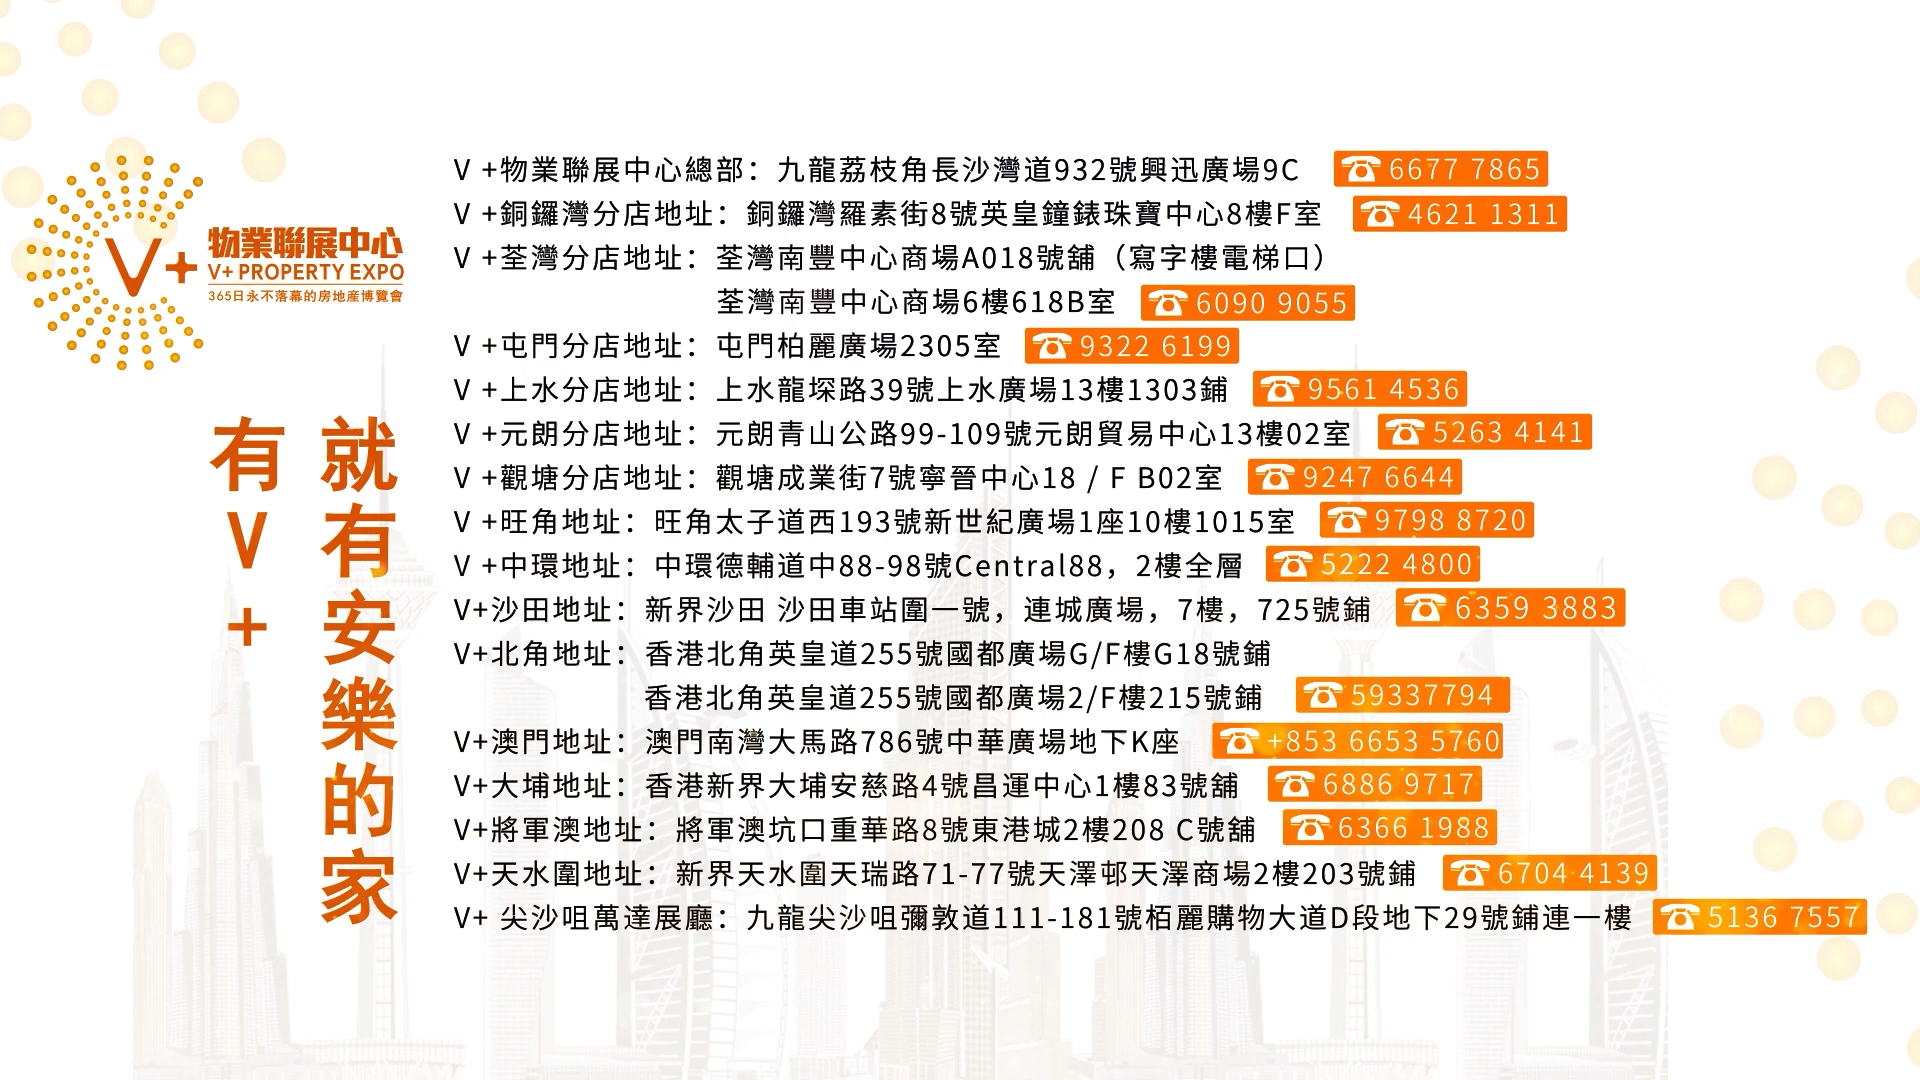 物業聯展中心
V+
V+ PROPERTY EXPO
365日永不落幕的房地産博覽會
有V+
就有安樂的家
V +物業聯展中心總部：九龍荔枝角長沙灣道932號興迅廣場9C 6677 7865
V +銅鑼灣分店地址：銅鑼灣羅素街8號英皇鐘錶珠寶中心8樓F室 4621 1311
V +荃灣分店地址：荃灣南豐中心商場A018號舖（寫字樓電梯口）
荃灣南豐中心商場6樓618B室 6090 9055
V +屯門分店地址：屯門柏麗廣場2305室 9322 6199
V +上水分店地址：上水龍堔路39號上水廣場13樓1303鋪 9561 4536
V +元朗分店地址：元朗青山公路99-109號元朗貿易中心13樓02室 5263 4141
V +觀塘分店地址：觀塘成業街7號寧晉中心18 / F B02室 9247 6644
V +旺角地址：旺角太子道西193號新世紀廣場1座10樓1015室 9798 8720
V +中環地址：中環德輔道中88-98號Central88，2樓全層 5222 4800
V+沙田地址：新界沙田 沙田車站圍一號，連城廣場，7樓，725號鋪 6359 3883
V+北角地址：香港北角英皇道255號國都廣場G/F樓G18號鋪
香港北角英皇道255號國都廣場2/F樓215號鋪 59337794
V+澳門地址：澳門南灣大馬路786號中華廣場地下K座 +853 6653 5760
V+大埔地址：香港新界大埔安慈路4號昌運中心1樓83號舖 6886 9717
V+將軍澳地址：將軍澳坑口重華路8號東港城2樓208 C號舖 6366 1988
V+天水圍地址：新界天水圍天瑞路71-77號天澤邨天澤商場2樓203號鋪 6704 4139
V+ 尖沙咀萬達展廳：九龍尖沙咀彌敦道111-181號栢麗購物大道D段地下29號鋪連一樓 5136 7557